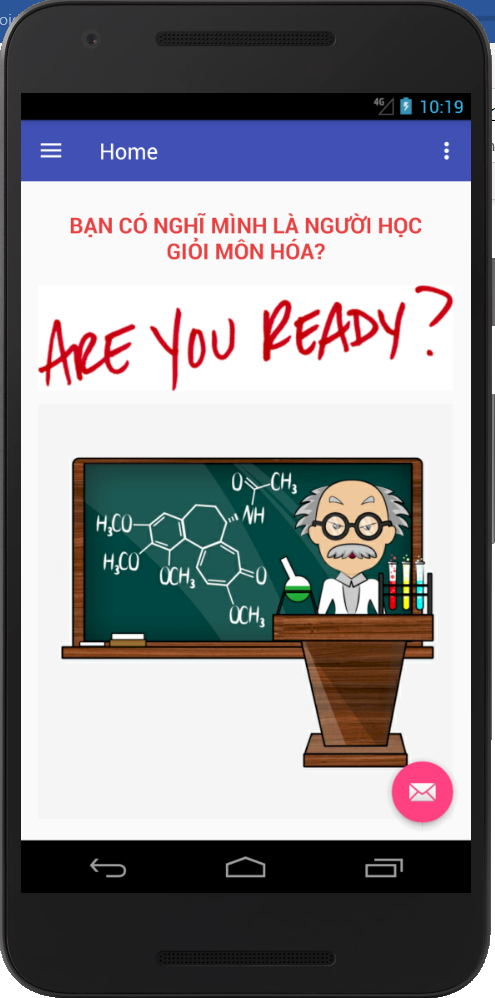 4G 10:19
Home
BẠN CÓ NGHĨ MÌNH LÀ NGƯỜI HỌC
GIỎI MÔN HÓA?
ARE YOU READY?
O CH₃
NH
H₃CO
H₃CO
OCH₃
O
OCH₃